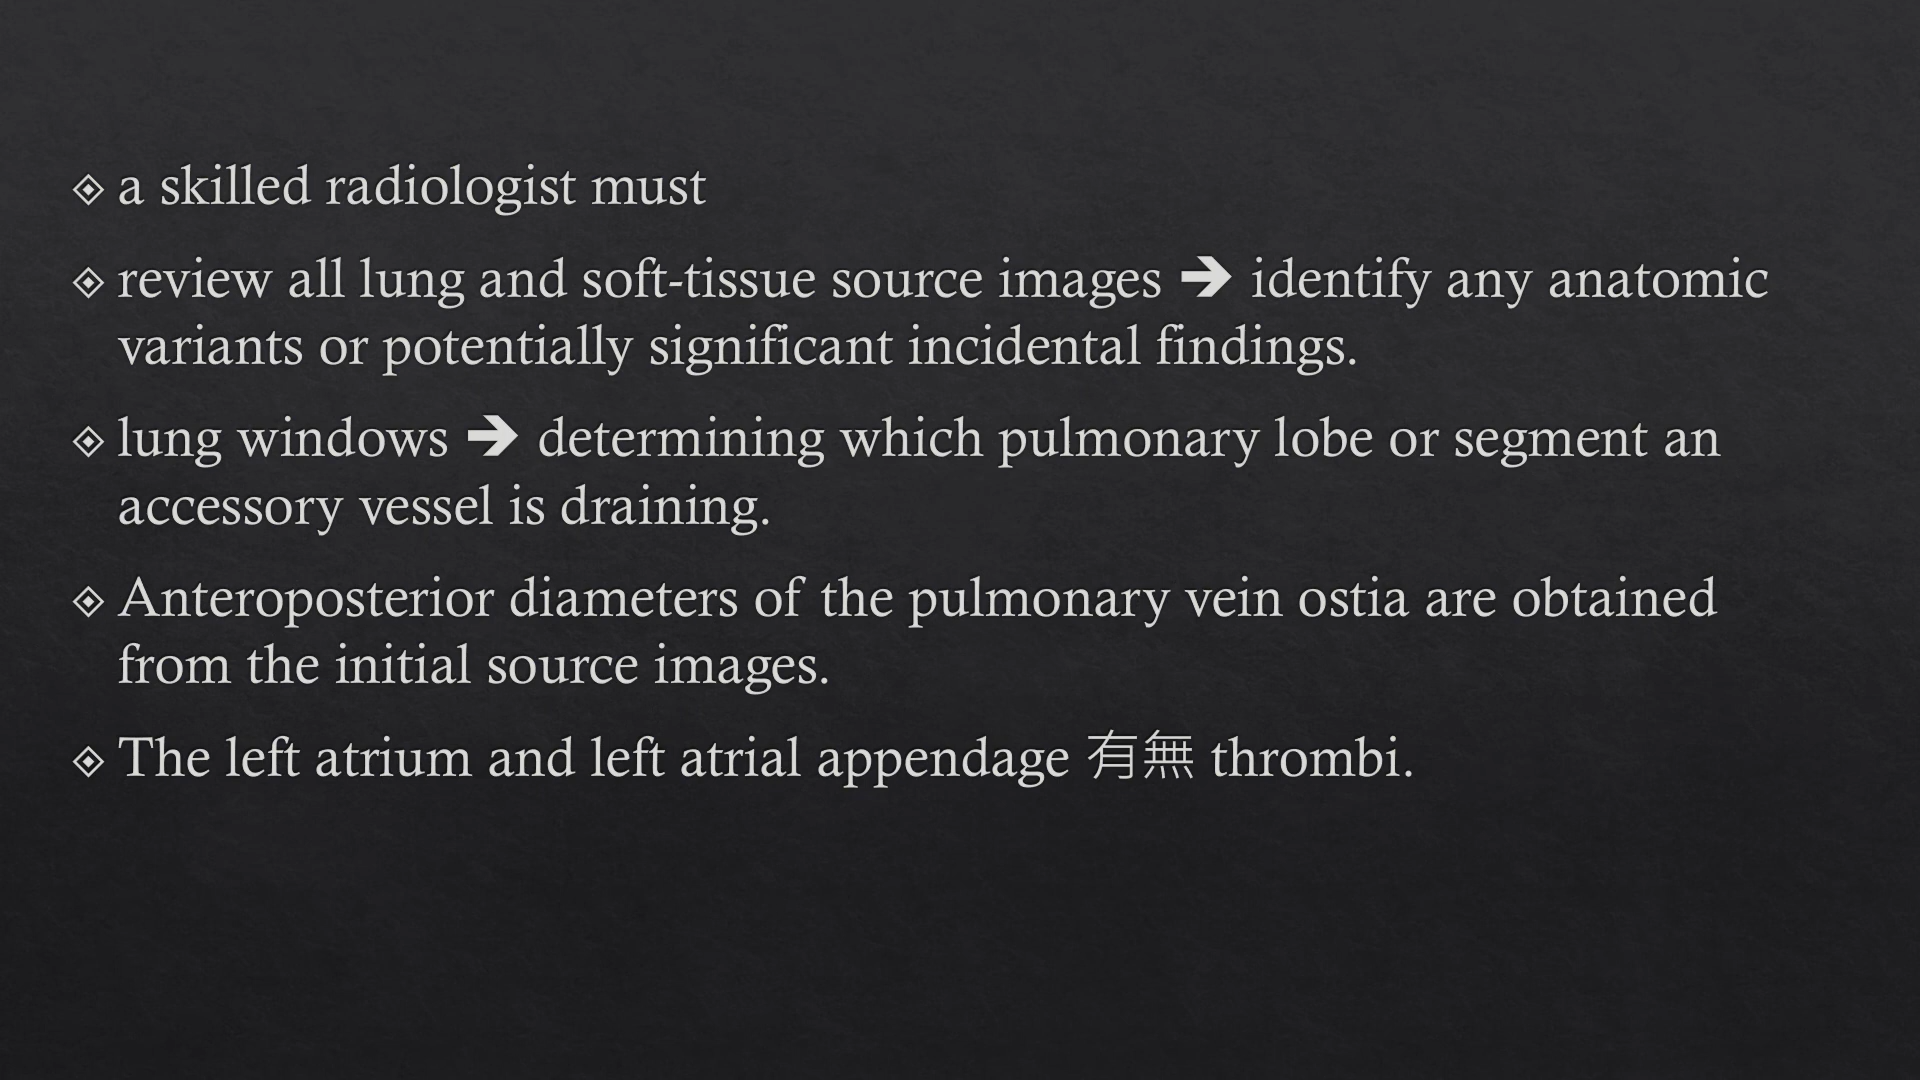 ◈ a skilled radiologist must
◈ review all lung and soft-tissue source images ➔ identify any anatomic
variants or potentially significant incidental findings.
◈ lung windows ➔ determining which pulmonary lobe or segment an
accessory vessel is draining.
◈ Anteroposterior diameters of the pulmonary vein ostia are obtained
from the initial source images.
◈ The left atrium and left atrial appendage 有無 thrombi.